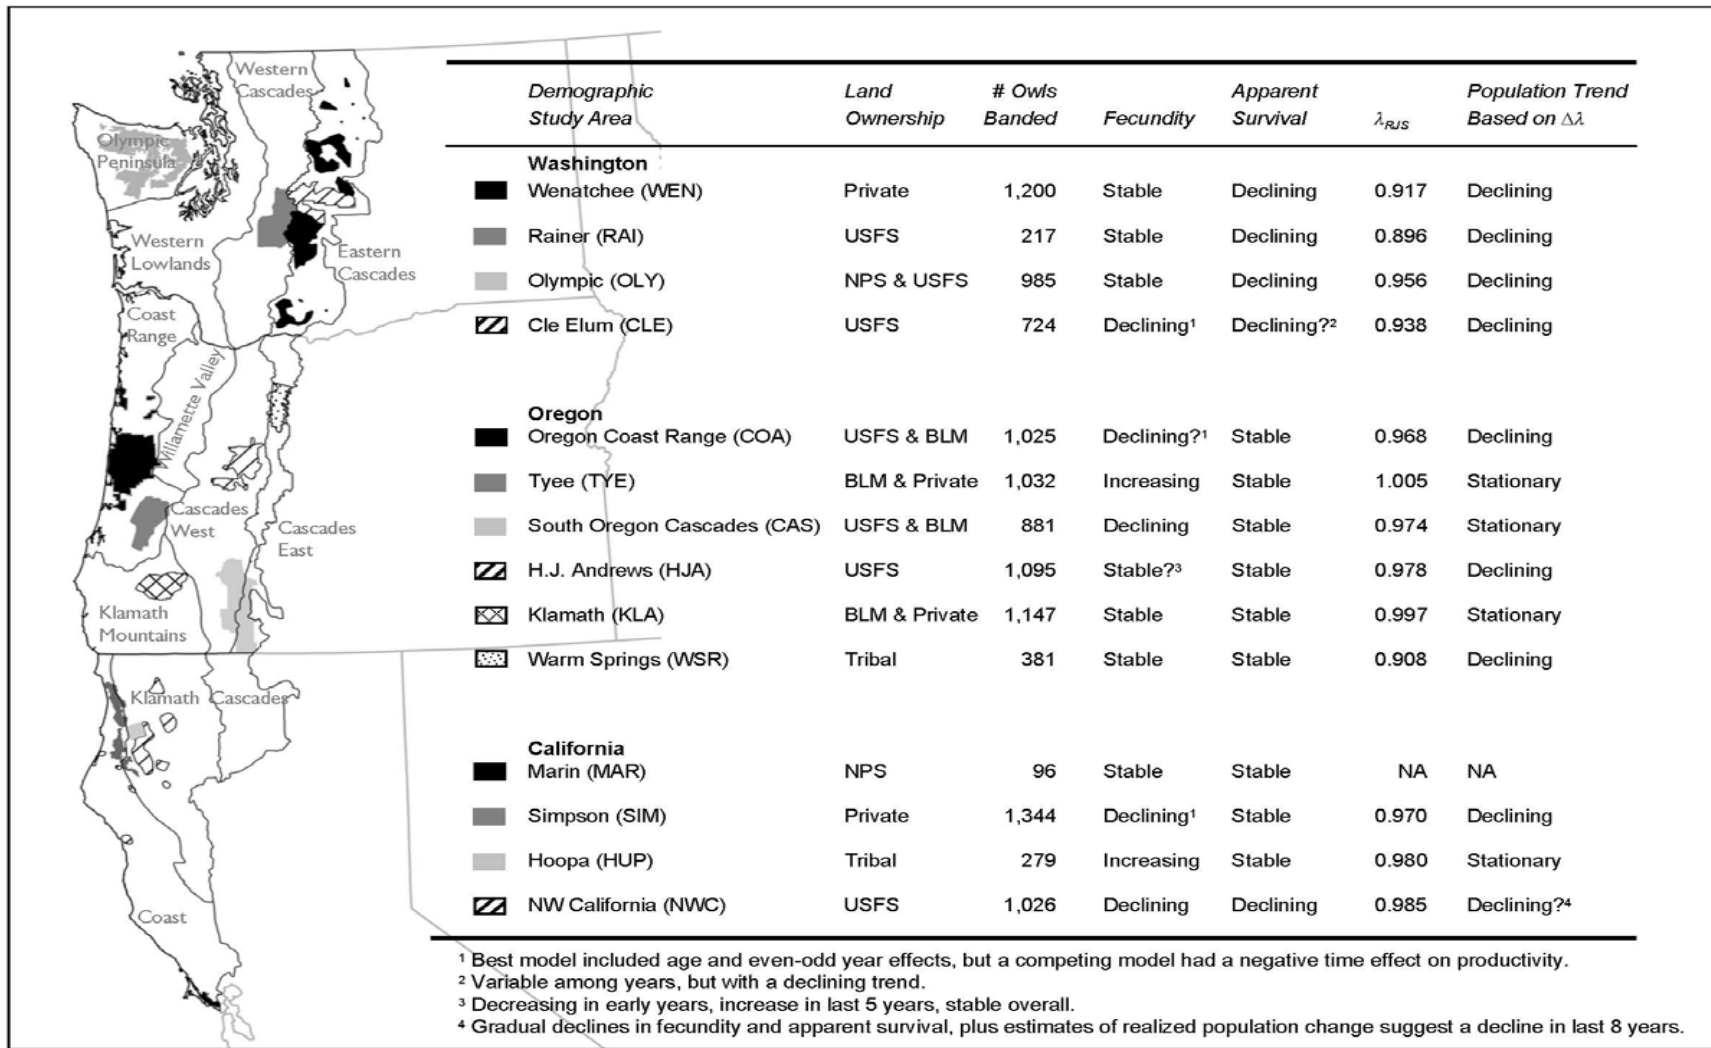 Western
Cascades
Olympic
Peninsula
Western
Lowlands
Eastern
Cascades
Coast
Range
Willamette Valley
Cascades
West
Cascades
East
Klamath
Mountains
Klamath
Cascades
Coast
Demographic Study Area	Land Ownership	# Owls Banded	Fecundity	Apparent Survival	λRJS	Population Trend Based on Δλ
Washington
Wenatchee (WEN)	Private	1,200	Stable	Declining	0.917	Declining
Rainer (RAI)	USFS	217	Stable	Declining	0.896	Declining
Olympic (OLY)	NPS & USFS	985	Stable	Declining	0.956	Declining
Cle Elum (CLE)	USFS	724	Declining¹	Declining?²	0.938	Declining
Oregon
Oregon Coast Range (COA)	USFS & BLM	1,025	Declining?¹	Stable	0.968	Declining
Tyee (TYE)	BLM & Private	1,032	Increasing	Stable	1.005	Stationary
South Oregon Cascades (CAS)	USFS & BLM	881	Declining	Stable	0.974	Stationary
H.J. Andrews (HJA)	USFS	1,095	Stable?³	Stable	0.978	Declining
Klamath (KLA)	BLM & Private	1,147	Stable	Stable	0.997	Stationary
Warm Springs (WSR)	Tribal	381	Stable	Stable	0.908	Declining
California
Marin (MAR)	NPS	96	Stable	Stable	NA	NA
Simpson (SIM)	Private	1,344	Declining¹	Stable	0.970	Declining
Hoopa (HUP)	Tribal	279	Increasing	Stable	0.980	Stationary
NW California (NWC)	USFS	1,026	Declining	Declining	0.985	Declining?⁴
¹ Best model included age and even-odd year effects, but a competing model had a negative time effect on productivity.
² Variable among years, but with a declining trend.
³ Decreasing in early years, increase in last 5 years, stable overall.
⁴ Gradual declines in fecundity and apparent survival, plus estimates of realized population change suggest a decline in last 8 years.